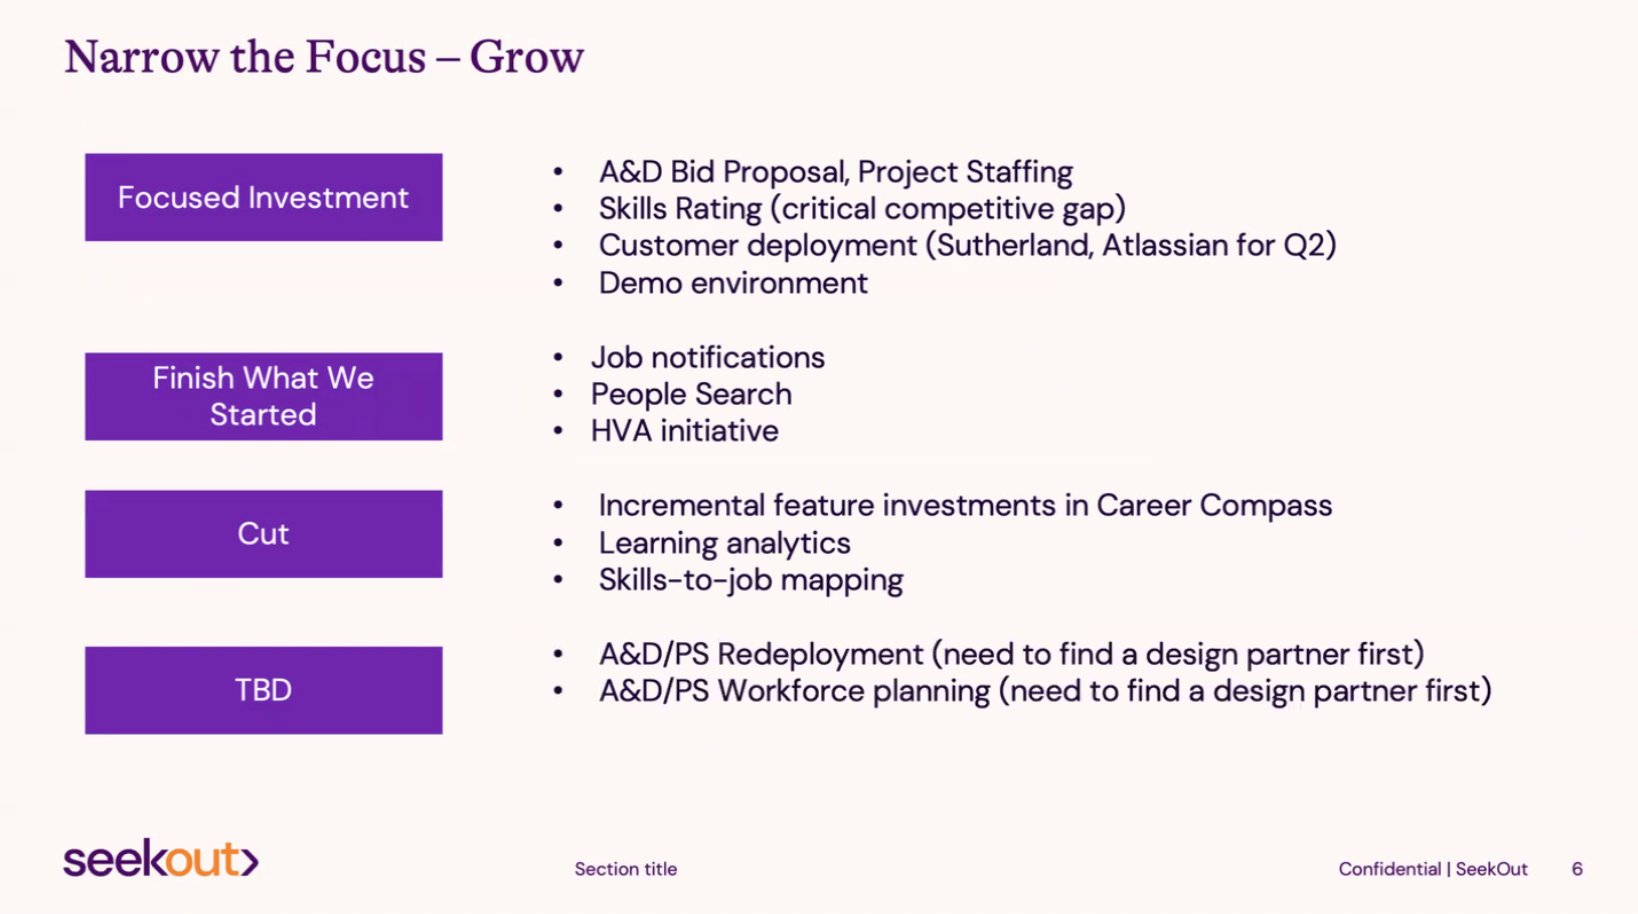 Narrow the Focus – Grow
Focused Investment
• A&D Bid Proposal, Project Staffing
• Skills Rating (critical competitive gap)
• Customer deployment (Sutherland, Atlassian for Q2)
• Demo environment
Finish What We
Started
• Job notifications
• People Search
• HVA initiative
Cut
• Incremental feature investments in Career Compass
• Learning analytics
• Skills-to-job mapping
TBD
• A&D/PS Redeployment (need to find a design partner first)
• A&D/PS Workforce planning (need to find a design partner first)
seekout
Section title
Confidential | SeekOut
6